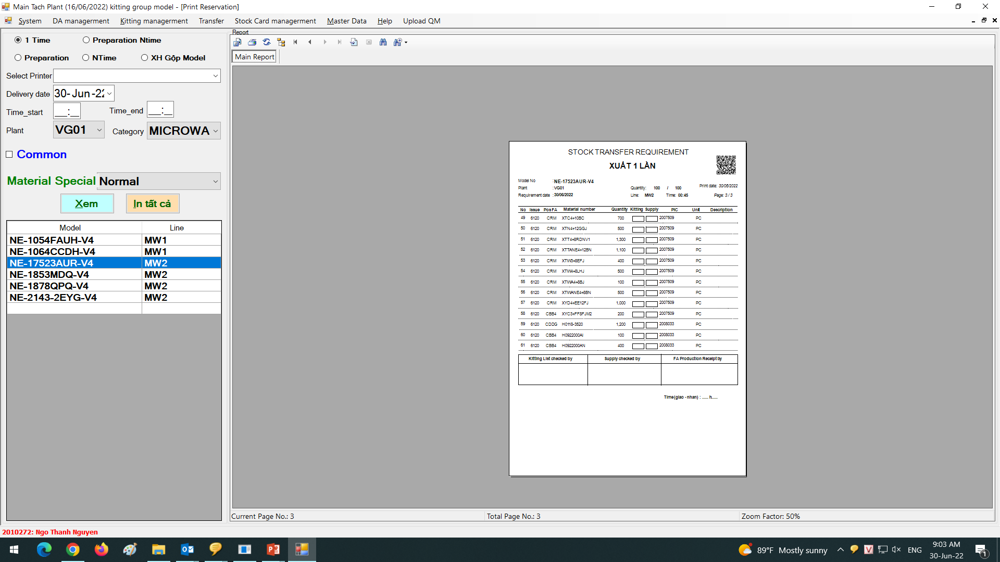 Main Tach Plant (16/06/2022) kitting group model - [Print Reservation]
System DA managerment Kitting managerment Transfer Stock Card managerment Master Data Help Upload QM
1 Time Preparation Ntime
Preparation NTime XH Gộp Model
Select Printer
Delivery date 30-Jun-22
Time_start __:__ Time_end __:__
Plant VG01 Category MICROWA
Common
Material Special Normal
Xem In tất cả
Model Line
NE-1054FAUH-V4 MW1
NE-1064CCDH-V4 MW1
NE-17523AUR-V4 MW2
NE-1853MDQ-V4 MW2
NE-1878QPQ-V4 MW2
NE-2143-2EYG-V4 MW2
Report
Main Report
STOCK TRANSFER REQUIREMENT
XUẤT 1 LẦN
Model No : NE-17523AUR-V4
Plant : VG01 Quantity: 100 / 100 Print date: 30/06/2022
Requirement date : 30/06/2022 Line: MW2 Time: 00:45 Page: 3 / 3
No Issue Pos FA Material number Quantity Kitting Supply PIC Unit Description
49 6120 CRM XTC4+10BC 700 2007509 PC
50 6120 CRM XTN4+12GGJ 500 2007509 PC
51 6120 CRM XTT4+8RDNV1 1,300 2007509 PC
52 6120 CRM XTTANE4+12BN 1,100 2007509 PC
53 6120 CRM XTW3+8EFJ 400 2007509 PC
54 6120 CRM XTW4+8LHJ 500 2007509 PC
55 6120 CRM XTWA4+8BJ 100 2007509 PC
56 6120 CRM XTWANE4+8BN 500 2007509 PC
57 6120 CRM XYD4+EE12FJ 1,000 2007509 PC
58 6120 CBB4 XYC3+FF8FJM2 200 2007509 PC
59 6120 CDDG H0118-3520 1,200 2008033 PC
60 6120 CBB4 H0922000AI 100 2008033 PC
61 6120 CBB4 H0922000AN 400 2008033 PC
Kitting List checked by Supply checked by FA Production Receipt by
Time(giao - nhan) : ...... h......
Current Page No.: 3 Total Page No.: 3 Zoom Factor: 50%
2010272: Ngo Thanh Nguyen
89°F Mostly sunny ENG 9:03 AM
30-Jun-22 1